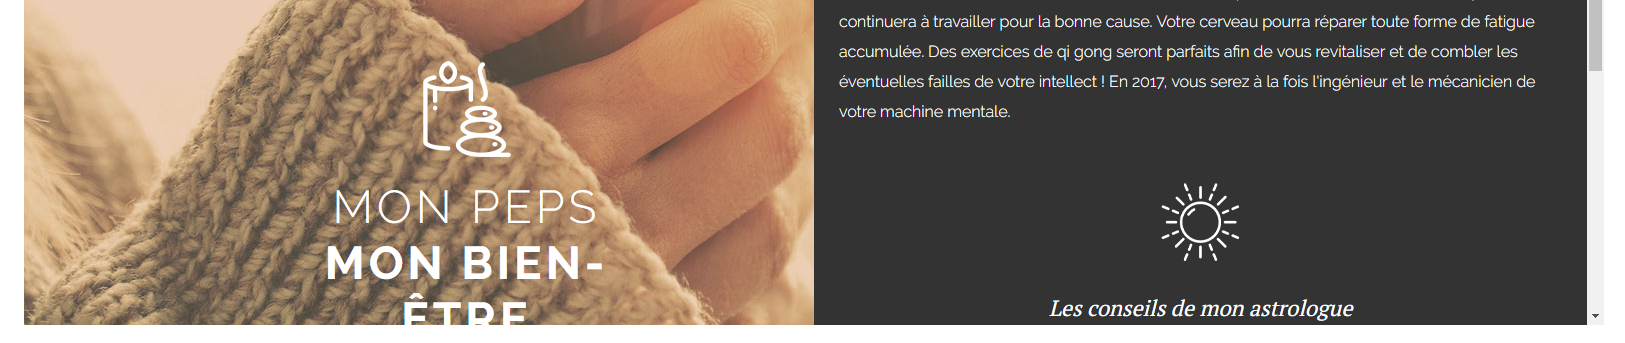 MON PEPS
MON BIEN-
ÊTRE
continuera à travailler pour la bonne cause. Votre cerveau pourra réparer toute forme de fatigue
accumulée. Des exercices de qi gong seront parfaits afin de vous revitaliser et de combler les
éventuelles failles de votre intellect ! En 2017, vous serez à la fois l'ingénieur et le mécanicien de
votre machine mentale.
Les conseils de mon astrologue